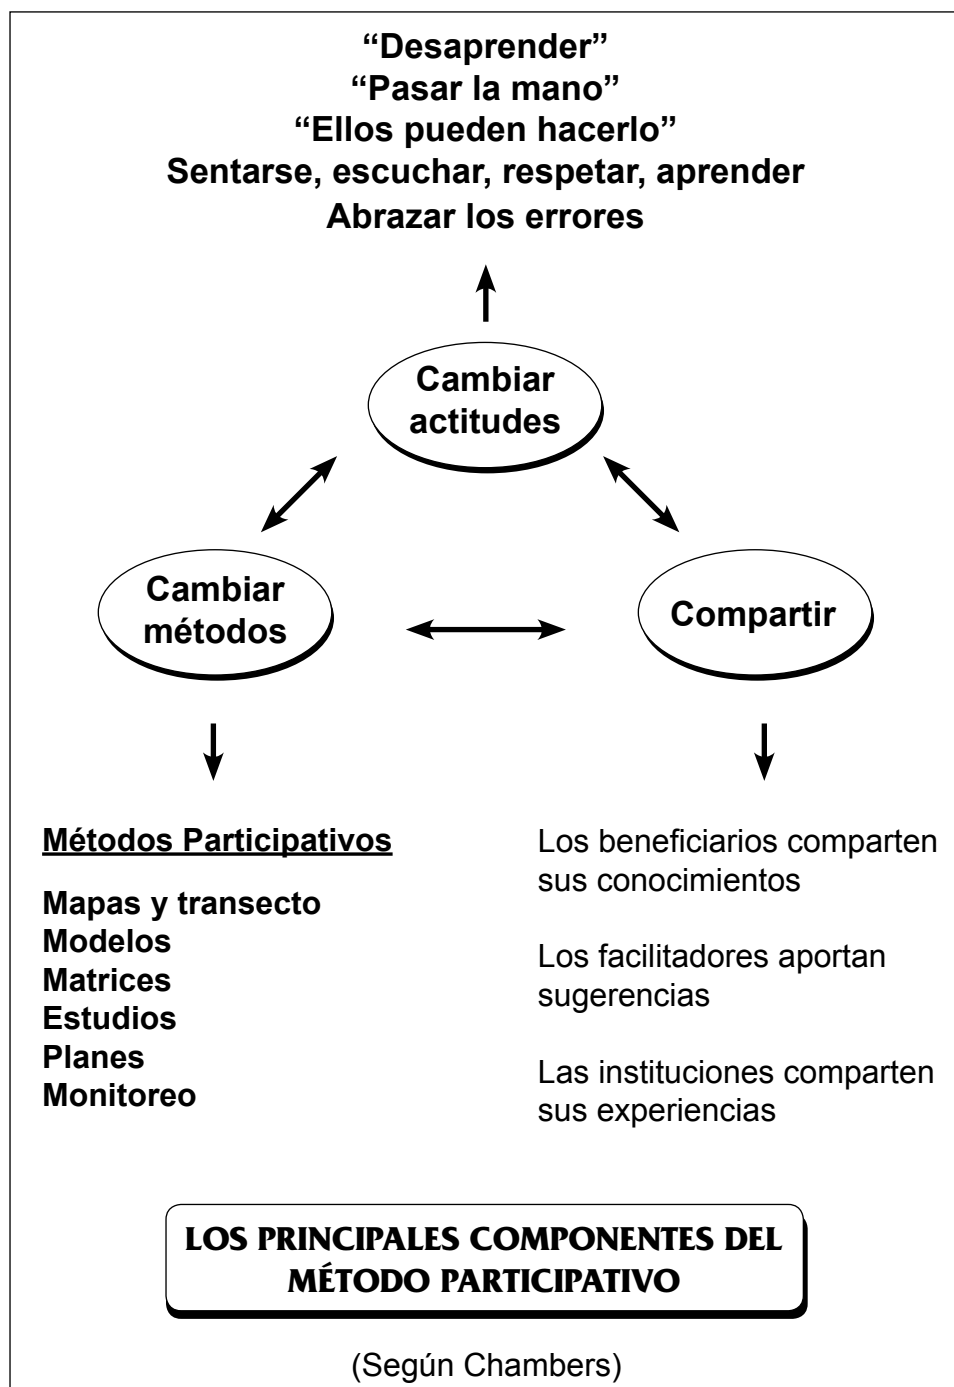 “Desaprender”
“Pasar la mano”
“Ellos pueden hacerlo”
Sentarse, escuchar, respetar, aprender
Abrazar los errores
Cambiar
actitudes
Cambiar
métodos
Compartir
Métodos Participativos
Mapas y transecto
Modelos
Matrices
Estudios
Planes
Monitoreo
Los beneficiarios comparten
sus conocimientos
Los facilitadores aportan
sugerencias
Las instituciones comparten
sus experiencias
LOS PRINCIPALES COMPONENTES DEL
MÉTODO PARTICIPATIVO
(Según Chambers)